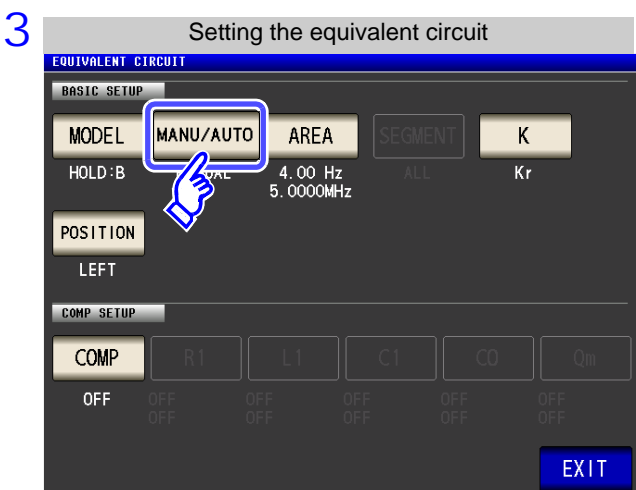 3
Setting the equivalent circuit
EQUIVALENT CIRCUIT
BASIC SETUP
MODEL MANU/AUTO AREA SEGMENT K
HOLD:B 4.00 Hz ALL Kr
5.0000MHz
POSITION
LEFT
COMP SETUP
COMP R1 L1 C1 C0 Qm
OFF OFF OFF OFF OFF OFF
OFF OFF OFF OFF OFF
EXIT